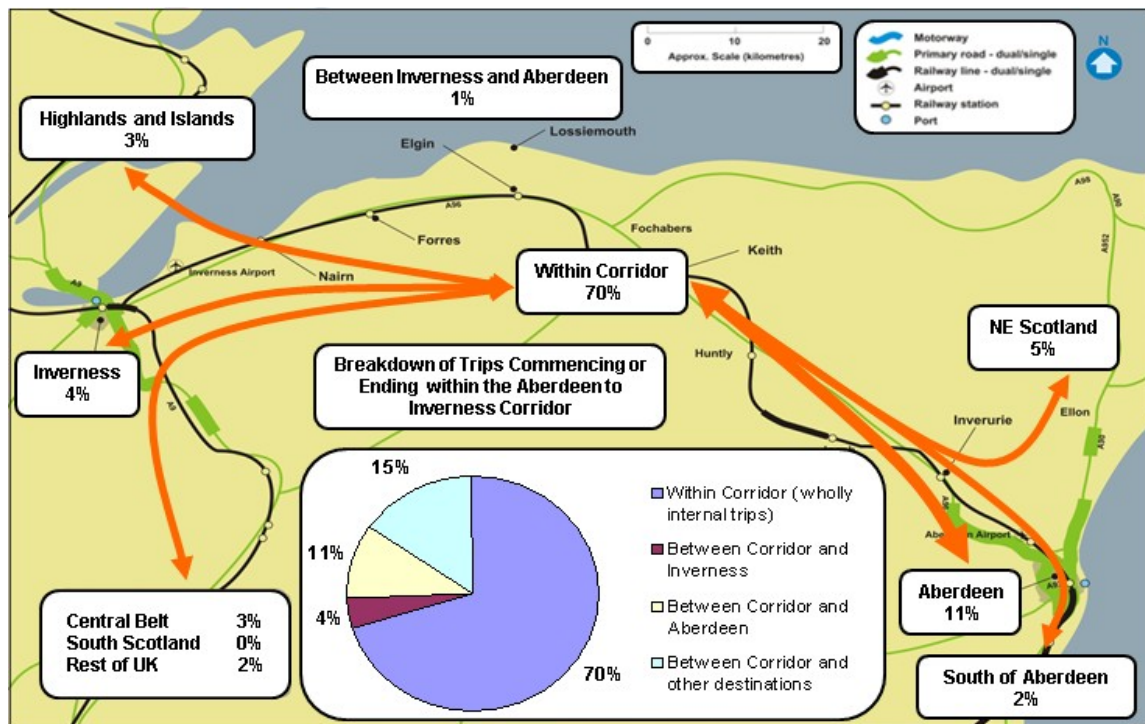 Between Inverness and Aberdeen
1%
0 10 20
Approx. Scale (kilometres)
Motorway
Primary road - dual/single
Railway line - dual/single
Airport
Railway station
Port
N
Highlands and Islands
3%
Lossiemouth
Elgin
A96
A98
A90
A952
Forres
Fochabers
Keith
Inverness Airport
Nairn
A9
Within Corridor
70%
NE Scotland
5%
Inverness
4%
A9
Breakdown of Trips Commencing or
Ending within the Aberdeen to
Inverness Corridor
Huntly
Inverurie
Ellon
A90
A96
Airport
Aberdeen
11%
South of Aberdeen
2%
Central Belt 3%
South Scotland 0%
Rest of UK 2%
15%
11%
4%
70%
Within Corridor (wholly
internal trips)
Between Corridor and
Inverness
Between Corridor and
Aberdeen
Between Corridor and
other destinations